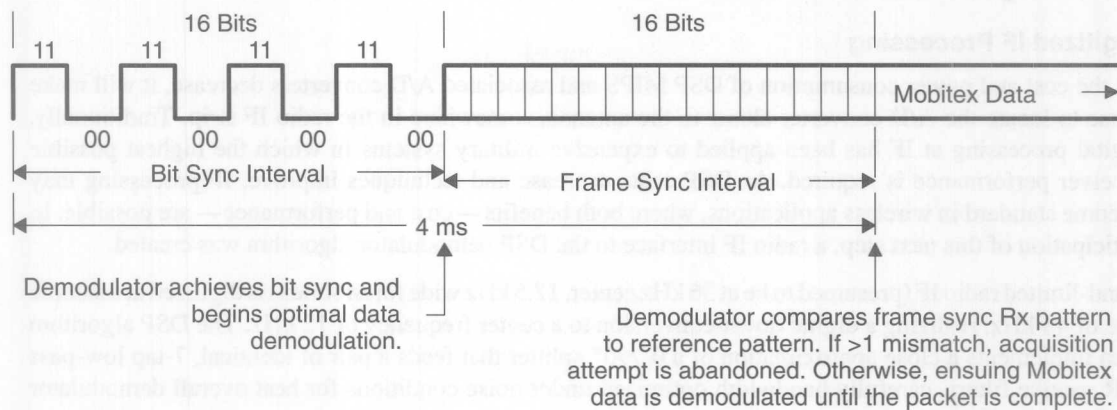 gitized IF Processing
16 Bits
16 Bits
11
11
11
11
00
00
00
00
Mobitex Data
Bit Sync Interval
Frame Sync Interval
4 ms
Demodulator achieves bit sync and
begins optimal data
demodulation.
Demodulator compares frame sync Rx pattern
to reference pattern. If >1 mismatch, acquisition
attempt is abandoned. Otherwise, ensuing Mobitex
data is demodulated until the packet is complete.